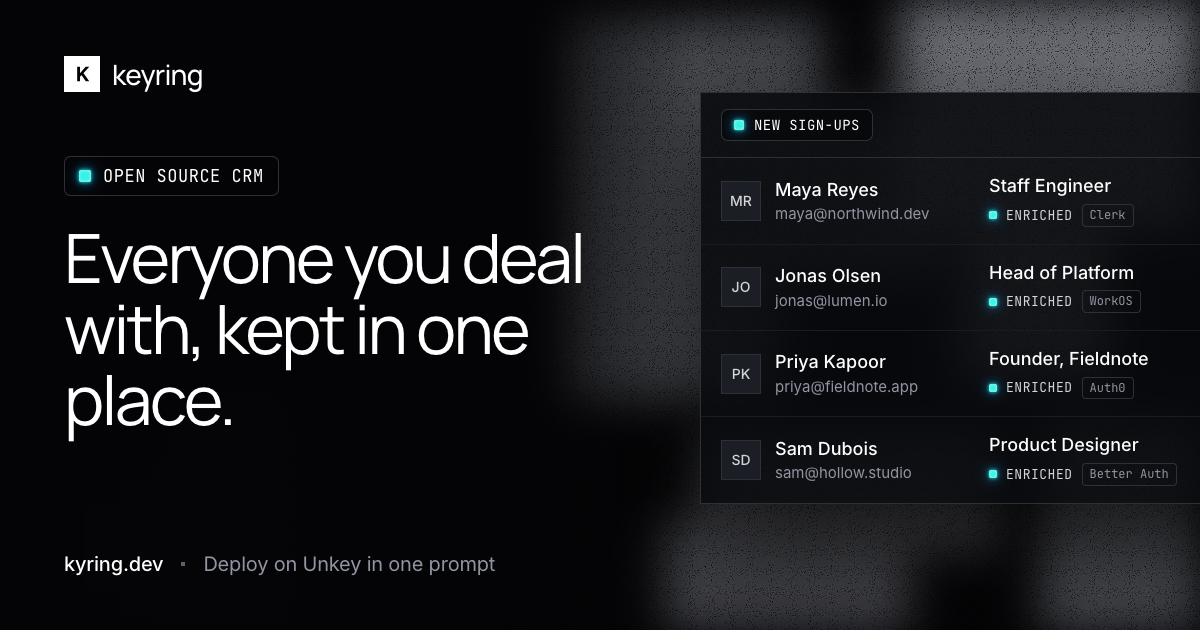 K keyring
OPEN SOURCE CRM
Everyone you deal
with, kept in one
place.
kyring.dev · Deploy on Unkey in one prompt
NEW SIGN-UPS
MR
Maya Reyes
maya@northwind.dev
Staff Engineer
ENRICHED Clerk
JO
Jonas Olsen
jonas@lumen.io
Head of Platform
ENRICHED WorkOS
PK
Priya Kapoor
priya@fieldnote.app
Founder, Fieldnote
ENRICHED Auth0
SD
Sam Dubois
sam@hollow.studio
Product Designer
ENRICHED Better Auth